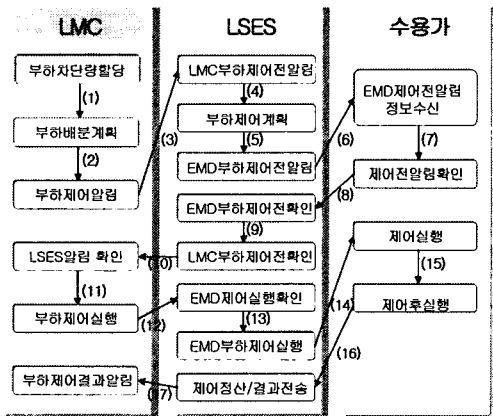 LMC
LSES
수용가
부하차단량할당
(1)
부하배분계획
(2)
부하제어알림
(3)
LSES알림 확인
(11)
부하제어실행
(12)
부하제어결과알림
LMC부하제어전알림
(4)
부하제어계획
(5)
EMD부하제어전알림
(6)
EMD부하제어전확인
(9)
LMC부하제어전확인
(10)
EMD제어실행확인
(13)
EMD부하제어실행
(14)
제어정산/결과전송
(17)
EMD제어전알림
정보수신
(7)
제어전알림확인
(8)
제어실행
(15)
제어후실행
(16)